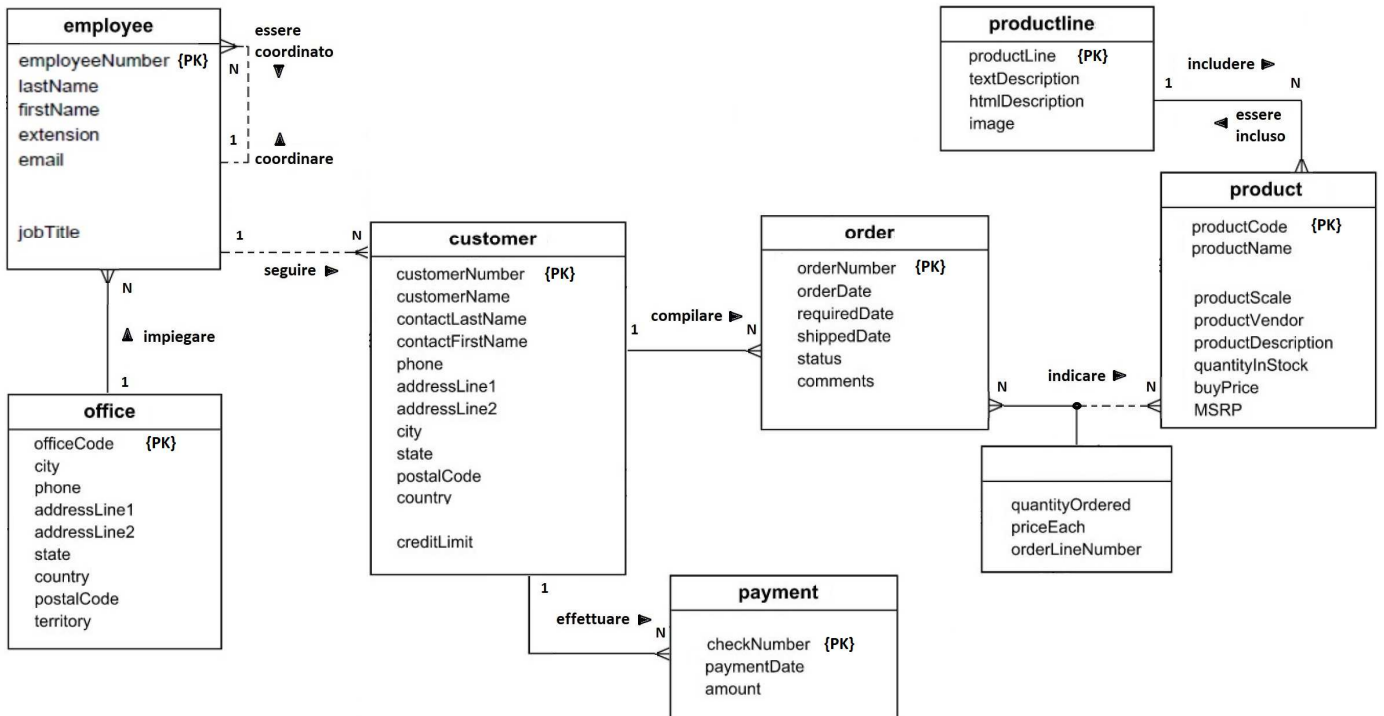 employee
employeeNumber {PK}
lastName
firstName
extension
email
jobTitle
essere
coordinato
N
1
coordinare
1
N
seguire
N
impiegare
1
office
officeCode {PK}
city
phone
addressLine1
addressLine2
state
country
postalCode
territory
customer
customerNumber {PK}
customerName
contactLastName
contactFirstName
phone
addressLine1
addressLine2
city
state
postalCode
country
creditLimit
compilare
1
N
order
orderNumber {PK}
orderDate
requiredDate
shippedDate
status
comments
1
effettuare
N
payment
checkNumber {PK}
paymentDate
amount
productline
productLine {PK}
textDescription
htmlDescription
image
includere
1
N
essere
incluso
product
productCode {PK}
productName
productScale
productVendor
productDescription
quantityInStock
buyPrice
MSRP
N
indicare
N
quantityOrdered
priceEach
orderLineNumber